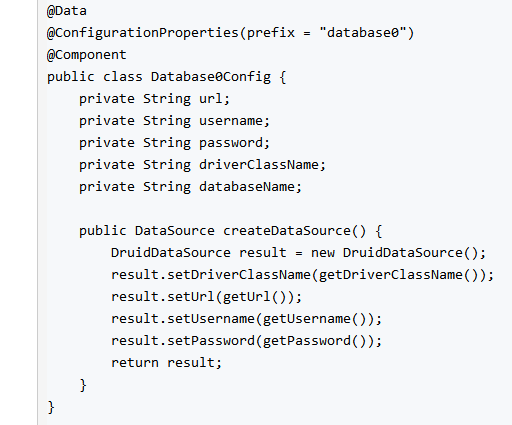 @Data
@ConfigurationProperties(prefix = "database0")
@Component
public class Database0Config {
    private String url;
    private String username;
    private String password;
    private String driverClassName;
    private String databaseName;

    public DataSource createDataSource() {
        DruidDataSource result = new DruidDataSource();
        result.setDriverClassName(getDriverClassName());
        result.setUrl(getUrl());
        result.setUsername(getUsername());
        result.setPassword(getPassword());
        return result;
    }
}